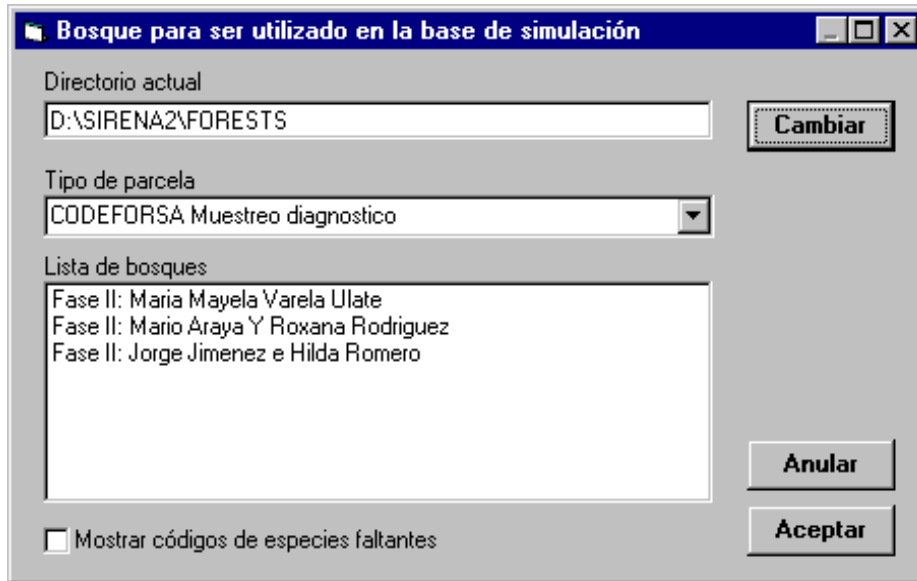 Bosque para ser utilizado en la base de simulación
Directorio actual
D:\SIRENA2\FORESTS
Cambiar
Tipo de parcela
CODEFORSA Muestreo diagnostico
Lista de bosques
Fase II: Maria Mayela Varela Ulate
Fase II: Mario Araya Y Roxana Rodriguez
Fase II: Jorge Jimenez e Hilda Romero
Anular
Mostrar códigos de especies faltantes
Aceptar